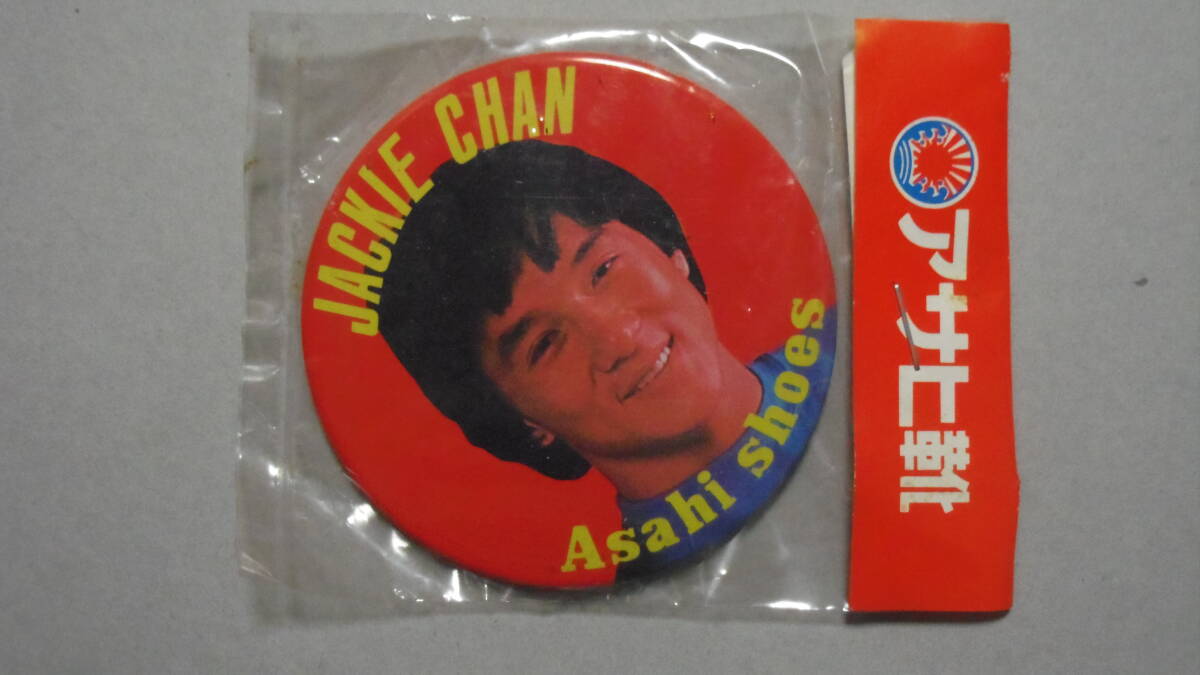 JACKIE CHAN
Asahi shoes
アサヒ靴